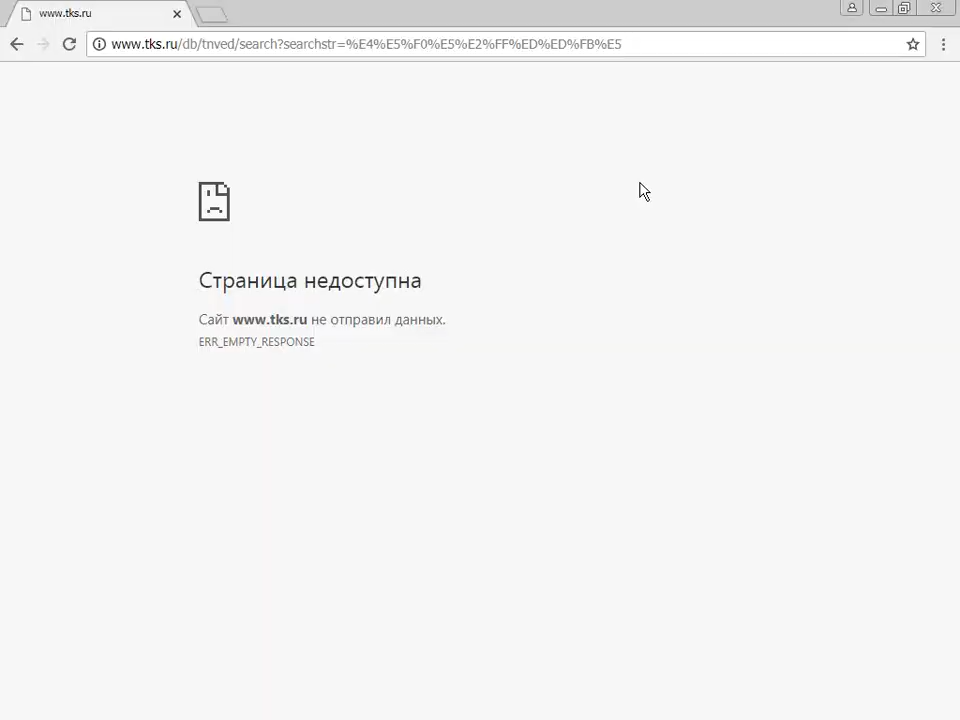 www.tks.ru
www.tks.ru/db/tnved/search?searchstr=%E4%E5%F0%E5%E2%FF%ED%ED%FB%E5
Страница недоступна
Сайт www.tks.ru не отправил данных.
ERR_EMPTY_RESPONSE